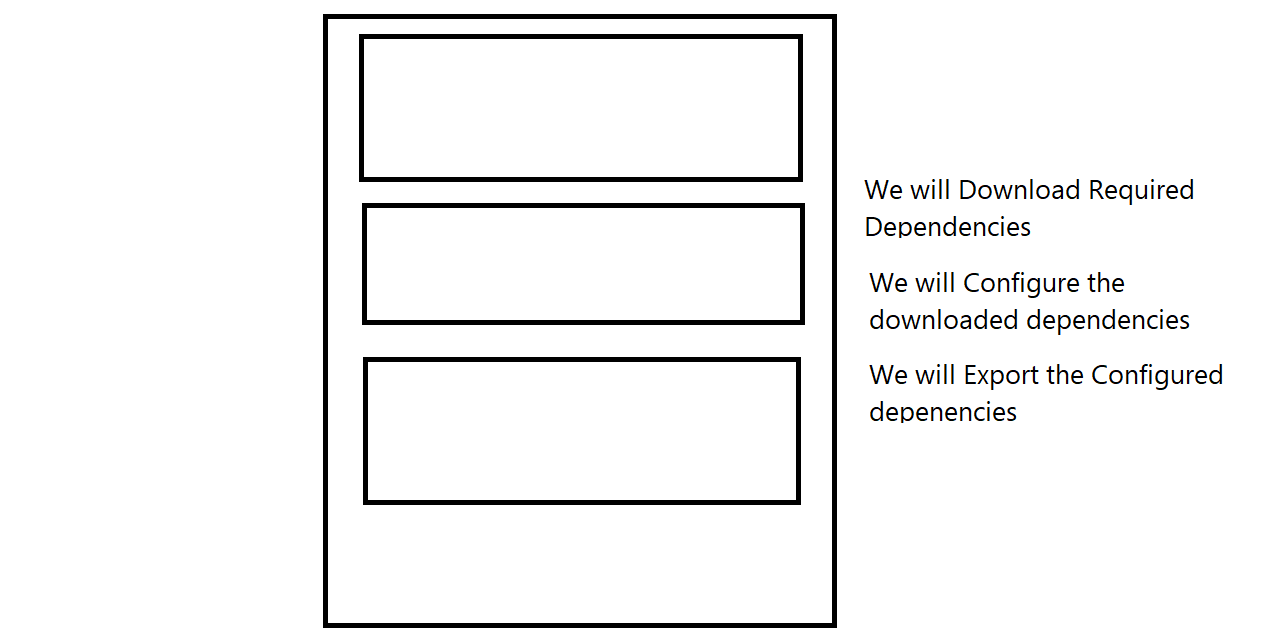 We will Download Required
Dependencies
We will Configure the
downloaded dependencies
We will Export the Configured
depenencies